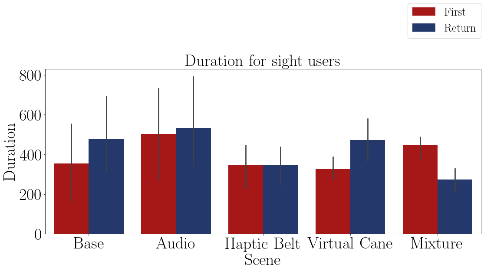 First
Return
Duration for sight users
800
600
400
200
0
Duration
Base Audio Haptic Belt Virtual Cane Mixture
Scene